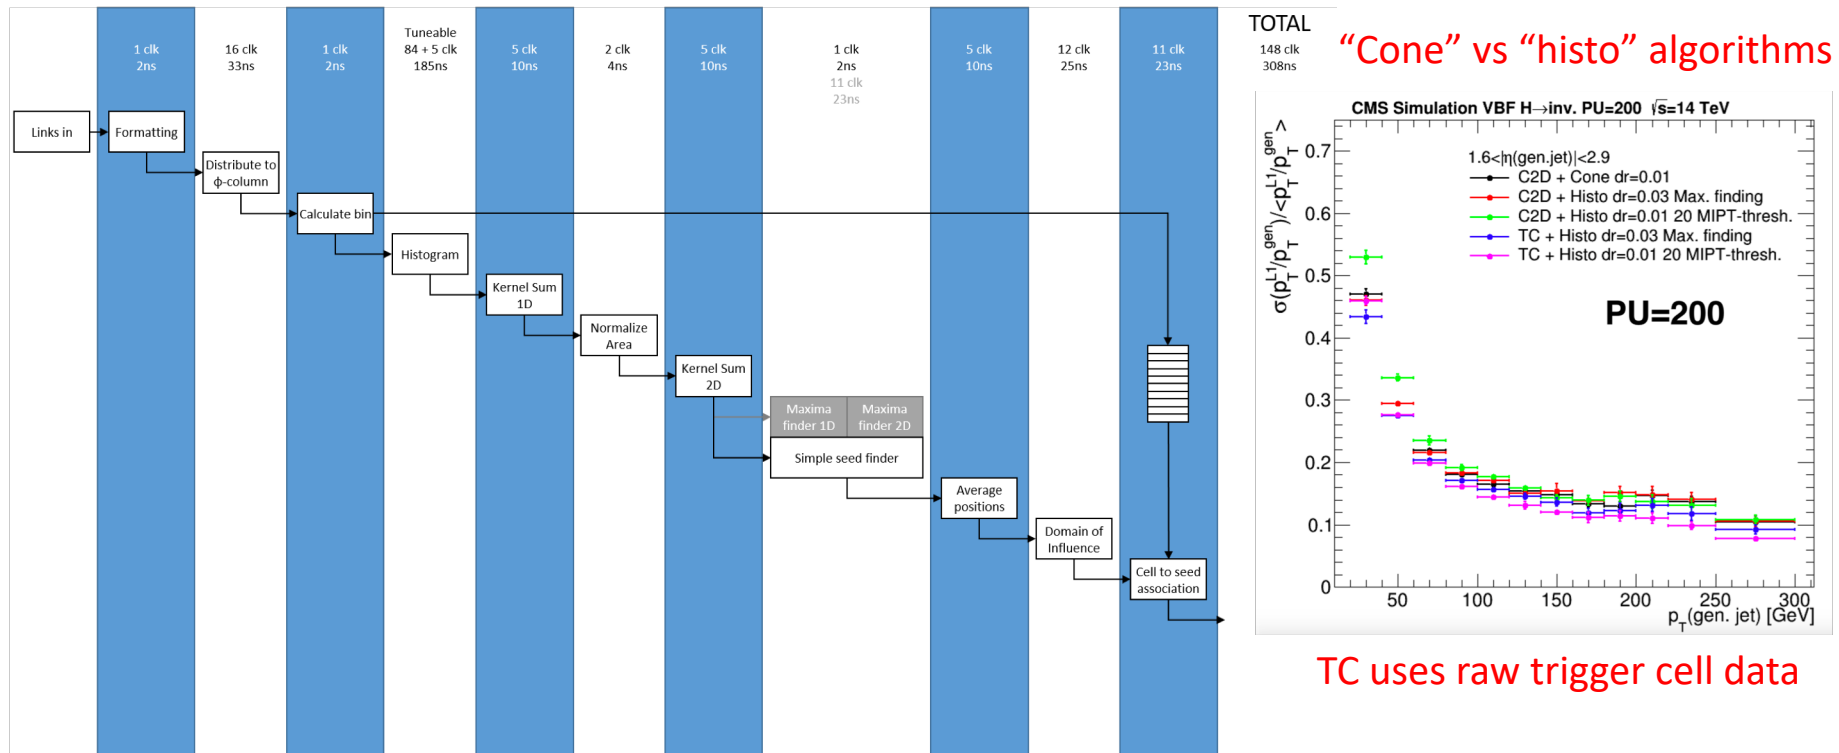 1 clk
2ns
16 clk
33ns
1 clk
2ns
Tuneable
84 + 5 clk
185ns
5 clk
10ns
2 clk
4ns
5 clk
10ns
1 clk
2ns
11 clk
23ns
5 clk
10ns
12 clk
25ns
11 clk
23ns
TOTAL
148 clk
308ns
Links in
Formatting
Distribute to
ϕ-column
Calculate bin
Histogram
Kernel Sum
1D
Normalize
Area
Kernel Sum
2D
Maxima
finder 1D
Maxima
finder 2D
Simple seed finder
Average
positions
Domain of
Influence
Cell to seed
association
“Cone” vs “histo” algorithms
CMS Simulation VBF H→inv. PU=200 √s=14 TeV
σ(p_T^L1/p_T^gen)/<p_T^L1/p_T^gen>
0.7
0.6
0.5
0.4
0.3
0.2
0.1
0
1.6<|η(gen.jet)|<2.9
C2D + Cone dr=0.01
C2D + Histo dr=0.03 Max. finding
C2D + Histo dr=0.01 20 MIPT-thresh.
TC + Histo dr=0.03 Max. finding
TC + Histo dr=0.01 20 MIPT-thresh.
PU=200
50 100 150 200 250 300
p_T(gen. jet) [GeV]
TC uses raw trigger cell data